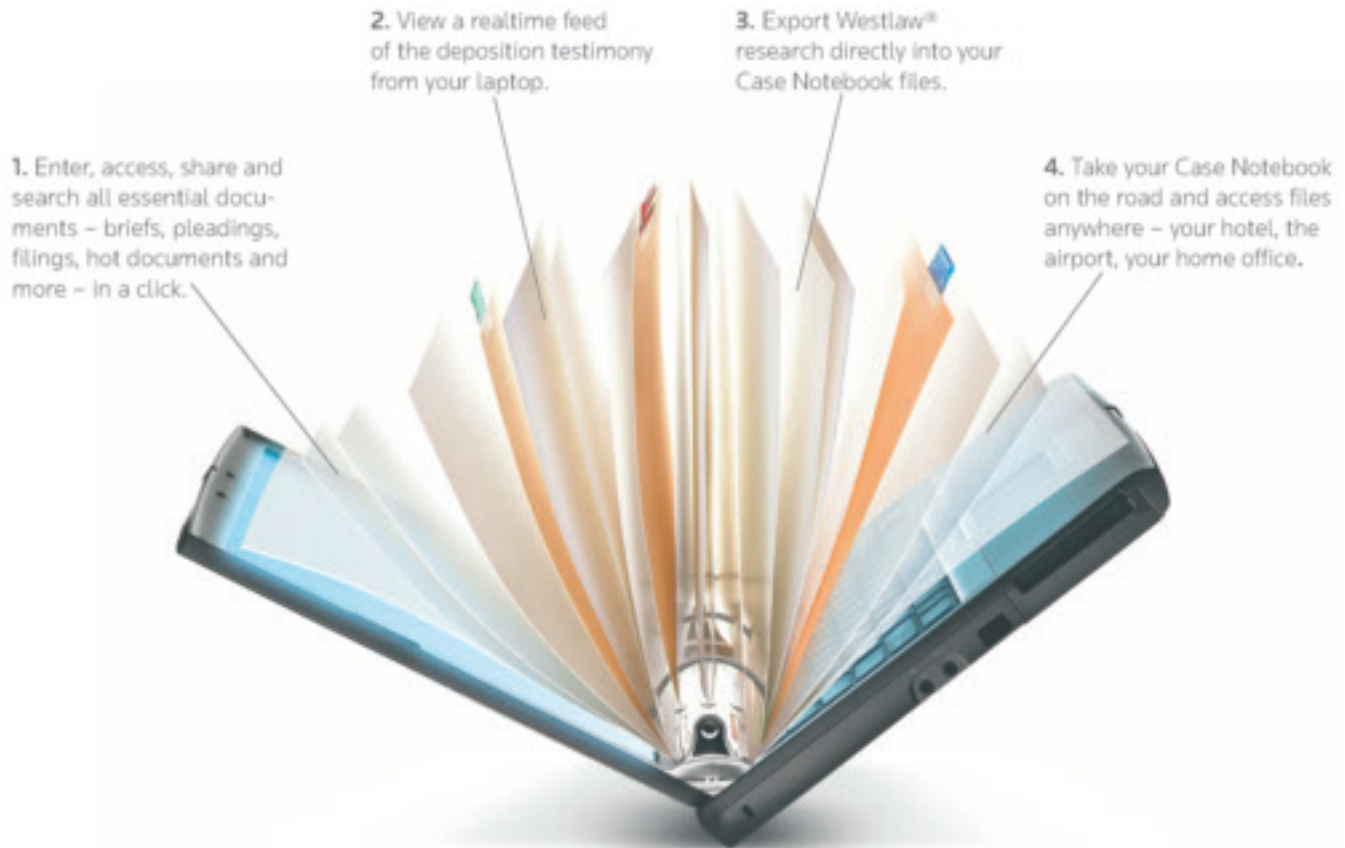 1. Enter, access, share and
search all essential docu-
ments – briefs, pleadings,
filings, hot documents and
more – in a click.
2. View a realtime feed
of the deposition testimony
from your laptop.
3. Export Westlaw®
research directly into your
Case Notebook files.
4. Take your Case Notebook
on the road and access files
anywhere – your hotel, the
airport, your home office.